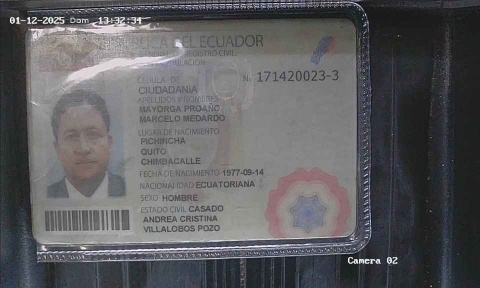 01-12-2025 Dom 13:32:34
REPÚBLICA DEL ECUADOR
REGISTRO CIVIL
CÉDULA DE
N. 171420023-3
CIUDADANÍA
APELLIDOS Y NOMBRES
MAYORGA PROAÑO
MARCELO MEDARDO
LUGAR DE NACIMIENTO
PICHINCHA
QUITO
CHIMBACALLE
FECHA DE NACIMIENTO 1977-09-14
NACIONALIDAD ECUATORIANA
SEXO HOMBRE
ESTADO CIVIL CASADO
ANDREA CRISTINA
VILLALOBOS POZO
Camera 02